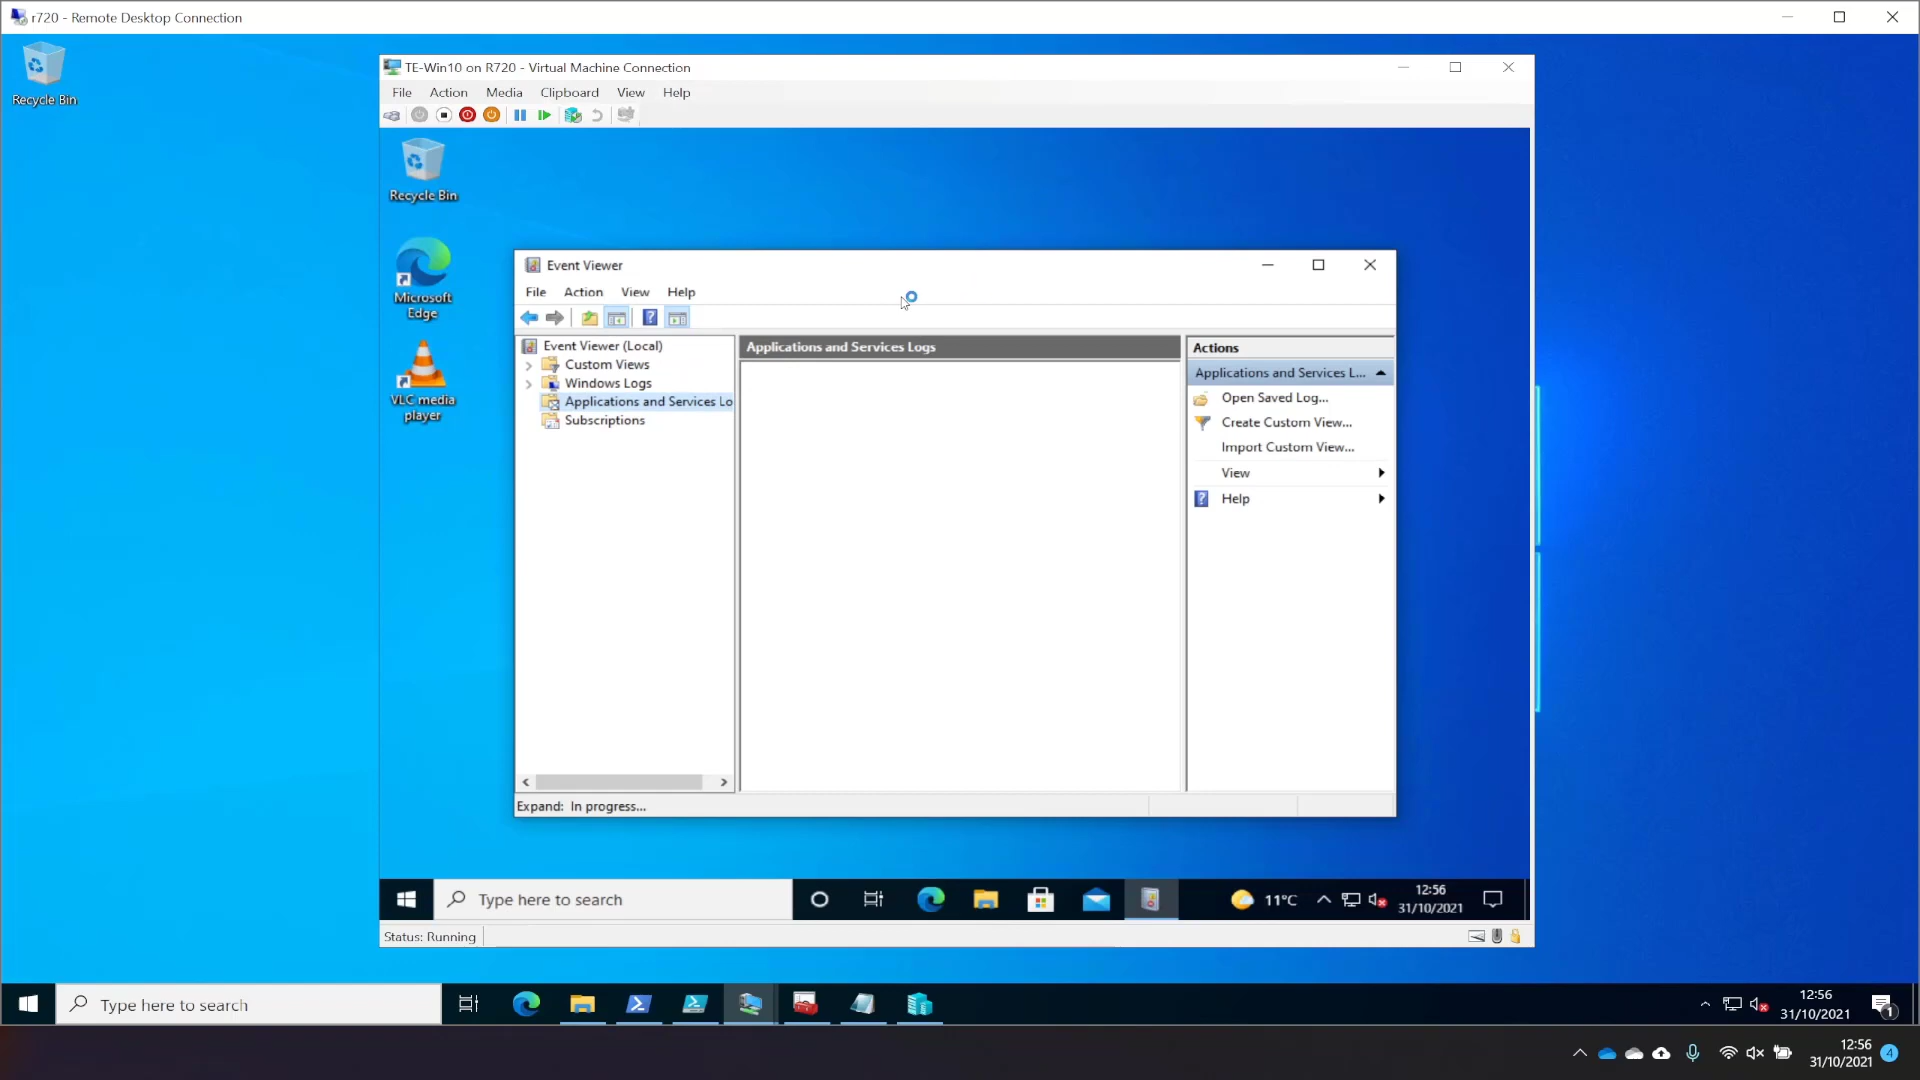 r720 - Remote Desktop Connection
Recycle Bin
TE-Win10 on R720 - Virtual Machine Connection
File Action Media Clipboard View Help
Recycle Bin
Microsoft
Edge
VLC media
player
Event Viewer
File Action View Help
Event Viewer (Local)
Custom Views
Windows Logs
Applications and Services Lo
Subscriptions
Applications and Services Logs
Actions
Applications and Services L...
Open Saved Log...
Create Custom View...
Import Custom View...
View
Help
Expand: In progress...
Type here to search
11°C
12:56
31/10/2021
Status: Running
Type here to search
12:56
31/10/2021
1
12:56
31/10/2021
4